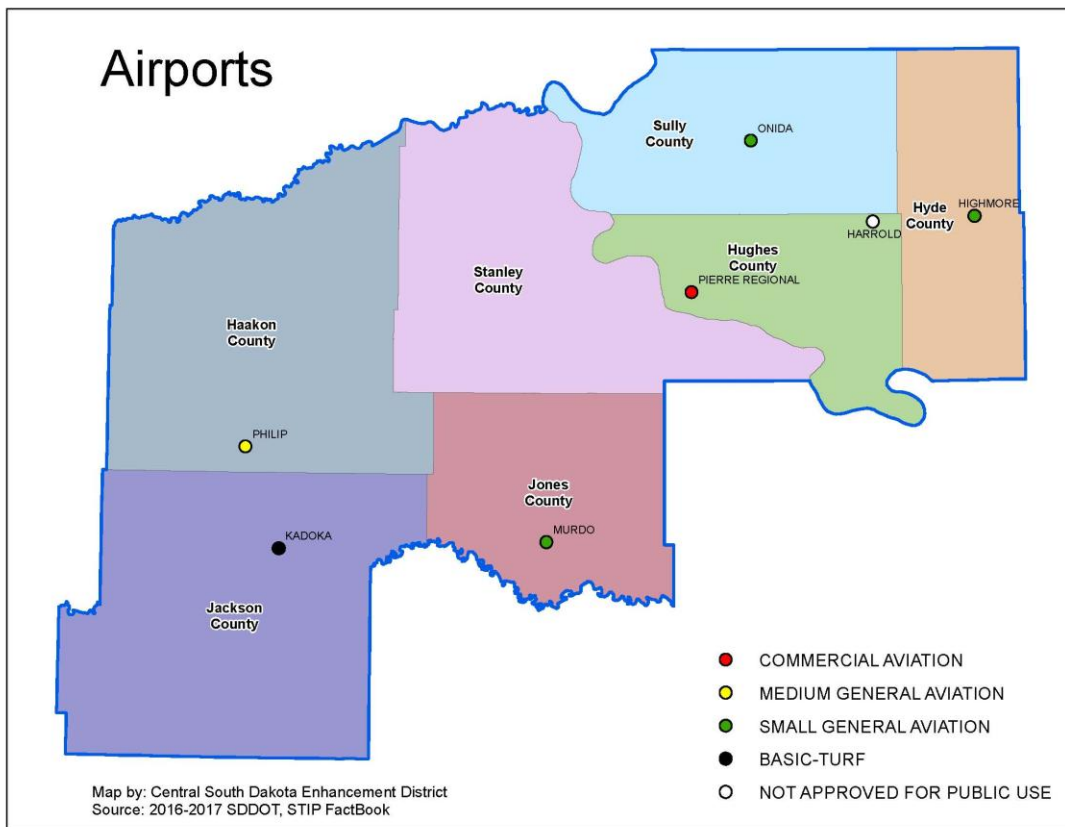 Airports
Sully
County
ONIDA
Hyde
County
HIGHMORE
HARROLD
Hughes
County
PIERRE REGIONAL
Stanley
County
Haakon
County
PHILIP
Jones
County
MURDO
KADOKA
Jackson
County
COMMERCIAL AVIATION
MEDIUM GENERAL AVIATION
SMALL GENERAL AVIATION
BASIC-TURF
NOT APPROVED FOR PUBLIC USE
Map by: Central South Dakota Enhancement District
Source: 2016-2017 SDDOT, STIP FactBook